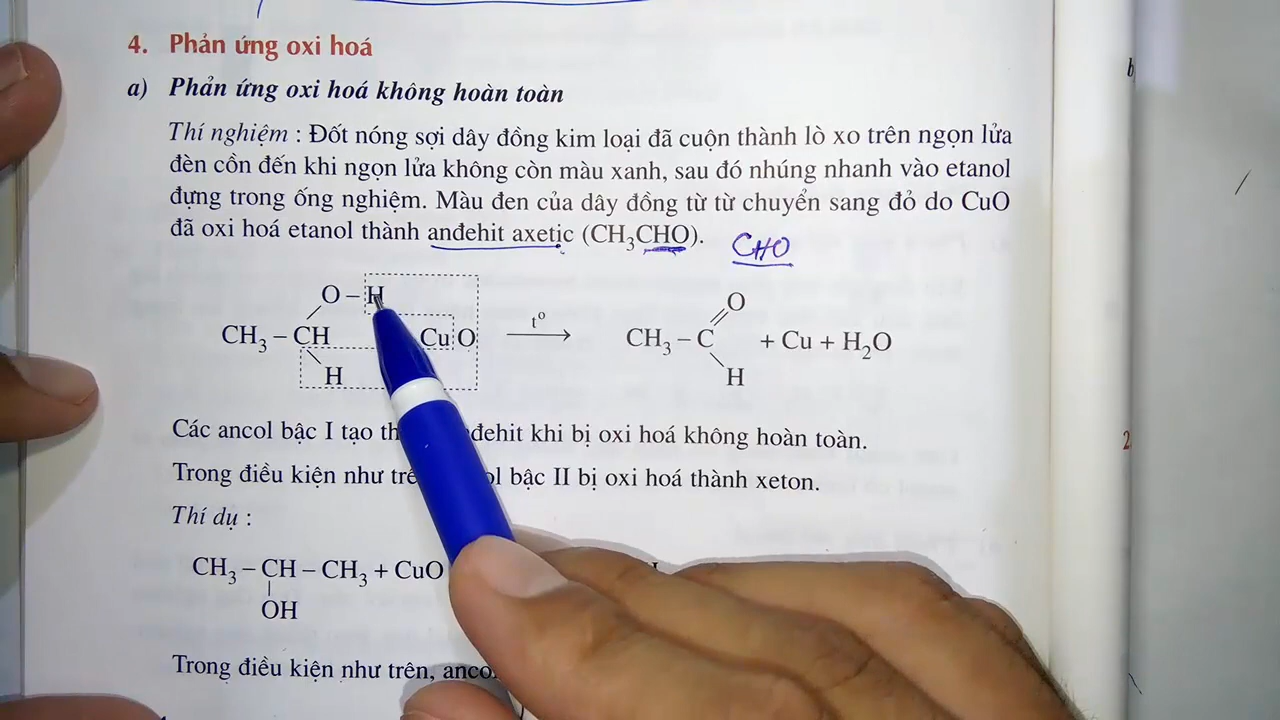 4. Phản ứng oxi hoá
a) Phản ứng oxi hoá không hoàn toàn
Thí nghiệm : Đốt nóng sợi dây đồng kim loại đã cuộn thành lò xo trên ngọn lửa
đèn cồn đến khi ngọn lửa không còn màu xanh, sau đó nhúng nhanh vào etanol
đựng trong ống nghiệm. Màu đen của dây đồng từ từ chuyển sang đỏ do CuO
đã oxi hoá etanol thành anđehit axetic (CH₃CHO). CHO
O – H O
CH₃ – CH Cu O t° → CH₃ – C + Cu + H₂O
H H
Các ancol bậc I tạo đehit khi bị oxi hoá không hoàn toàn.
Trong điều kiện như bậc II bị oxi hoá thành xeton.
Thí dụ :
CH₃ – CH – CH₃ + CuO
OH
Trong điều kiện như trên,
b
2